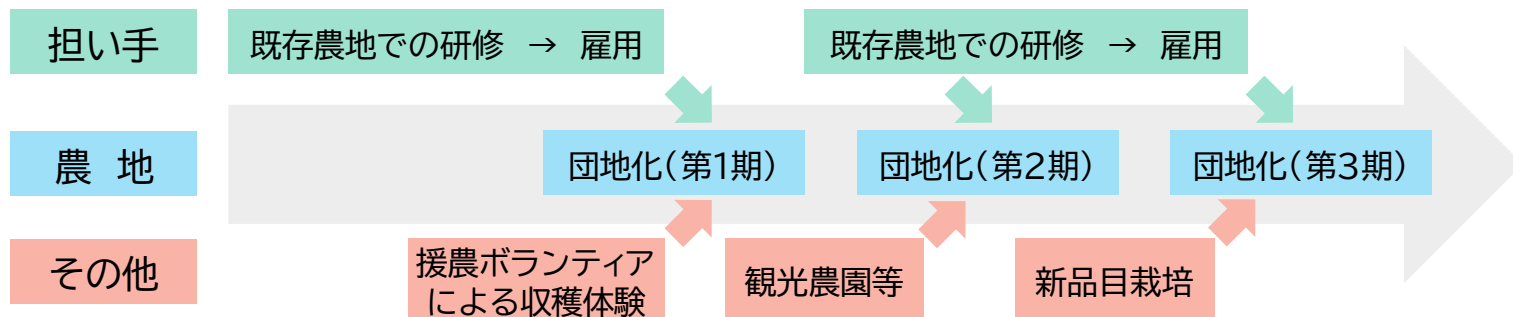 担い手
既存農地での研修 → 雇用
既存農地での研修 → 雇用
農 地
団地化(第1期)
団地化(第2期)
団地化(第3期)
その他
援農ボランティア
による収穫体験
観光農園等
新品目栽培